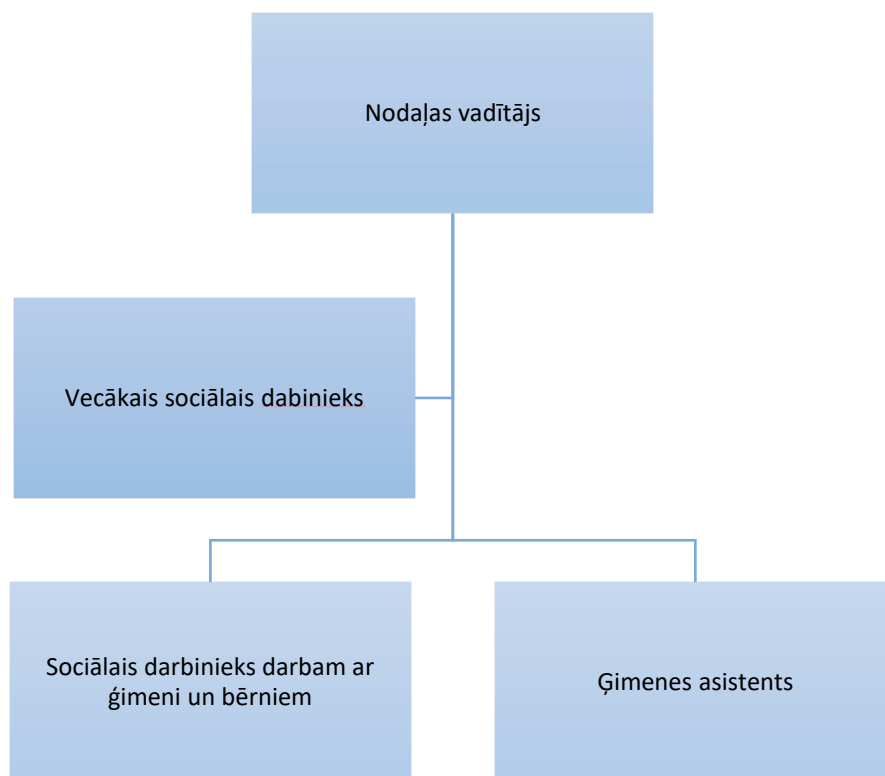 Nodaļas vadītājs
Vecākais sociālais dabinieks
Sociālais darbinieks darbam ar
ģimeni un bērniem
Ģimenes asistents